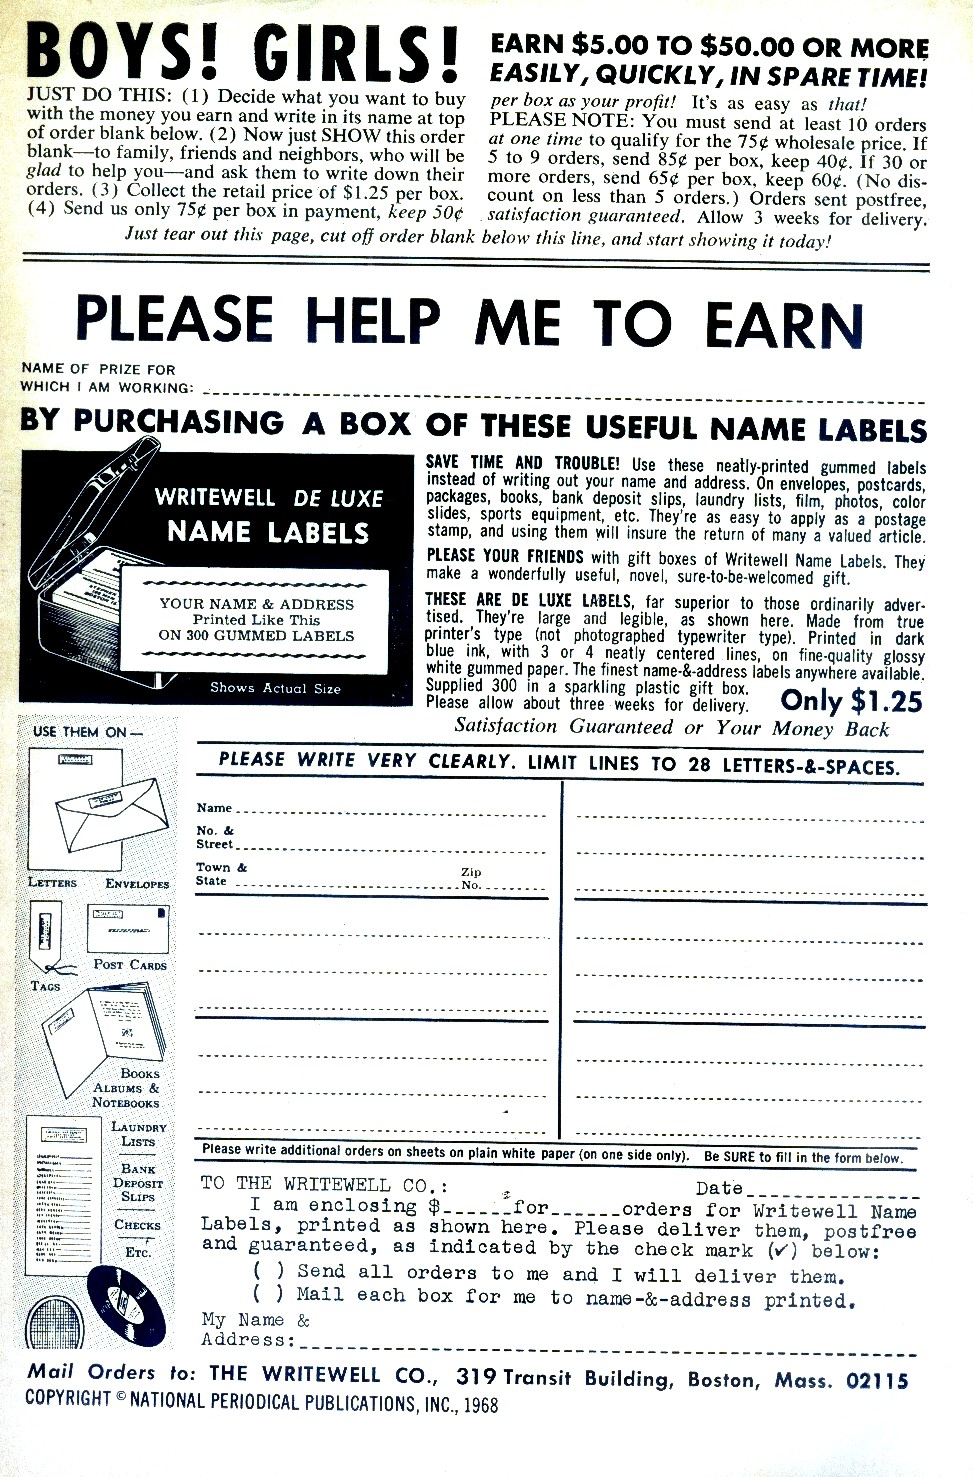 BOYS! GIRLS!
JUST DO THIS: (1) Decide what you want to buy
with the money you earn and write in its name at top
of order blank below. (2) Now just SHOW this order
blank—to family, friends and neighbors, who will be
glad to help you—and ask them to write down their
orders. (3) Collect the retail price of $1.25 per box.
(4) Send us only 75¢ per box in payment, keep 50¢
EARN $5.00 TO $50.00 OR MORE
EASILY, QUICKLY, IN SPARE TIME!
per box as your profit! It's as easy as that!
PLEASE NOTE: You must send at least 10 orders
at one time to qualify for the 75¢ wholesale price. If
5 to 9 orders, send 85¢ per box, keep 40¢. If 30 or
more orders, send 65¢ per box, keep 60¢. (No dis-
count on less than 5 orders.) Orders sent postfree,
satisfaction guaranteed. Allow 3 weeks for delivery.
Just tear out this page, cut off order blank below this line, and start showing it today!
PLEASE HELP ME TO EARN
NAME OF PRIZE FOR
WHICH I AM WORKING:
BY PURCHASING A BOX OF THESE USEFUL NAME LABELS
WRITEWELL DE LUXE
NAME LABELS
YOUR NAME & ADDRESS
Printed Like This
ON 300 GUMMED LABELS
Shows Actual Size
SAVE TIME AND TROUBLE! Use these neatly-printed gummed labels
instead of writing out your name and address. On envelopes, postcards,
packages, books, bank deposit slips, laundry lists, film, photos, color
slides, sports equipment, etc. They're as easy to apply as a postage
stamp, and using them will insure the return of many a valued article.
PLEASE YOUR FRIENDS with gift boxes of Writewell Name Labels. They
make a wonderfully useful, novel, sure-to-be-welcomed gift.
THESE ARE DE LUXE LABELS, far superior to those ordinarily adver-
tised. They're large and legible, as shown here. Made from true
printer's type (not photographed typewriter type). Printed in dark
blue ink, with 3 or 4 neatly centered lines, on fine-quality glossy
white gummed paper. The finest name-&-address labels anywhere available.
Supplied 300 in a sparkling plastic gift box.
Please allow about three weeks for delivery.
Only $1.25
Satisfaction Guaranteed or Your Money Back
USE THEM ON—
LETTERS ENVELOPES
TAGS
POST CARDS
BOOKS
ALBUMS &
NOTEBOOKS
LAUNDRY
LISTS
BANK
DEPOSIT
SLIPS
CHECKS
ETC.
PLEASE WRITE VERY CLEARLY. LIMIT LINES TO 28 LETTERS-&-SPACES.
Name
No. &
Street
Town &
State
Zip
No.
Please write additional orders on sheets on plain white paper (on one side only). Be SURE to fill in the form below.
TO THE WRITEWELL CO.: Date
I am enclosing $ for orders for Writewell Name
Labels, printed as shown here. Please deliver them, postfree
and guaranteed, as indicated by the check mark (✓) below:
( ) Send all orders to me and I will deliver them.
( ) Mail each box for me to name-&-address printed.
My Name &
Address:
Mail Orders to: THE WRITEWELL CO., 319 Transit Building, Boston, Mass. 02115
COPYRIGHT © NATIONAL PERIODICAL PUBLICATIONS, INC., 1968